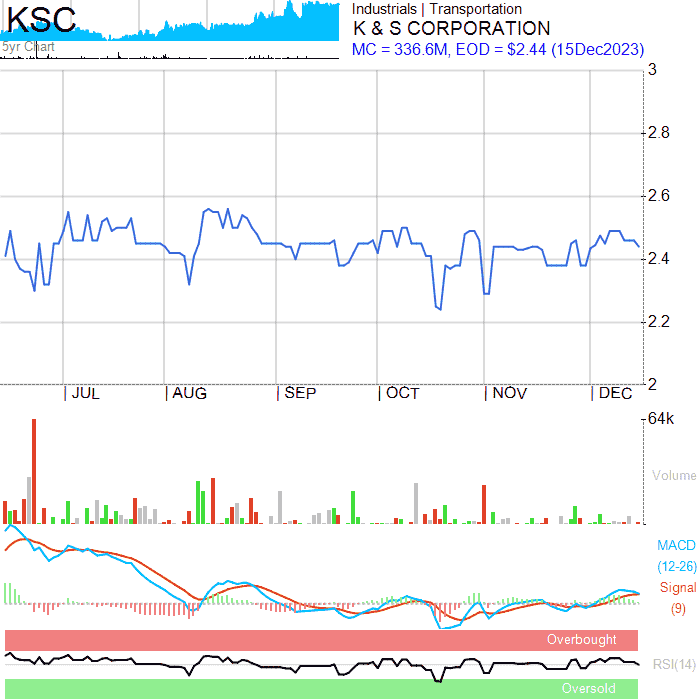 KSC
5yr Chart
Industrials | Transportation
K & S CORPORATION
MC = 336.6M, EOD = $2.44 (15Dec2023)
3
2.8
2.6
2.4
2.2
2
JUL AUG SEP OCT NOV DEC
64k
Volume
MACD
(12-26)
Signal
(9)
Overbought
RSI(14)
Oversold